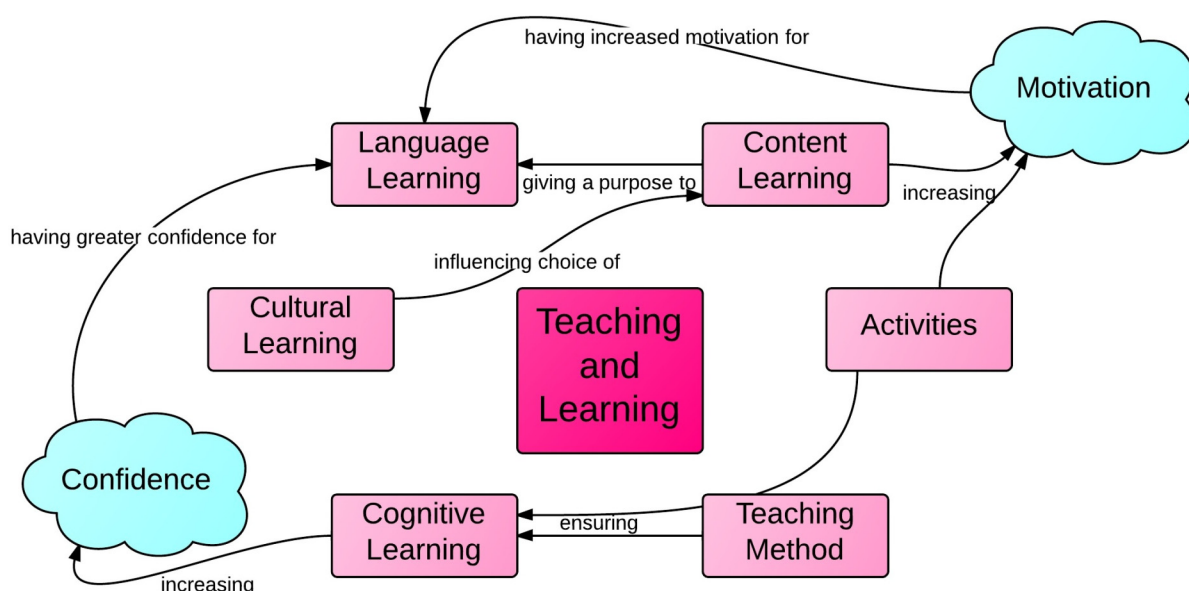 having increased motivation for
Motivation
Language
Learning
Content
Learning
giving a purpose to
increasing
having greater confidence for
influencing choice of
Cultural
Learning
Teaching
and
Learning
Activities
Confidence
Cognitive
Learning
ensuring
Teaching
Method
increasing